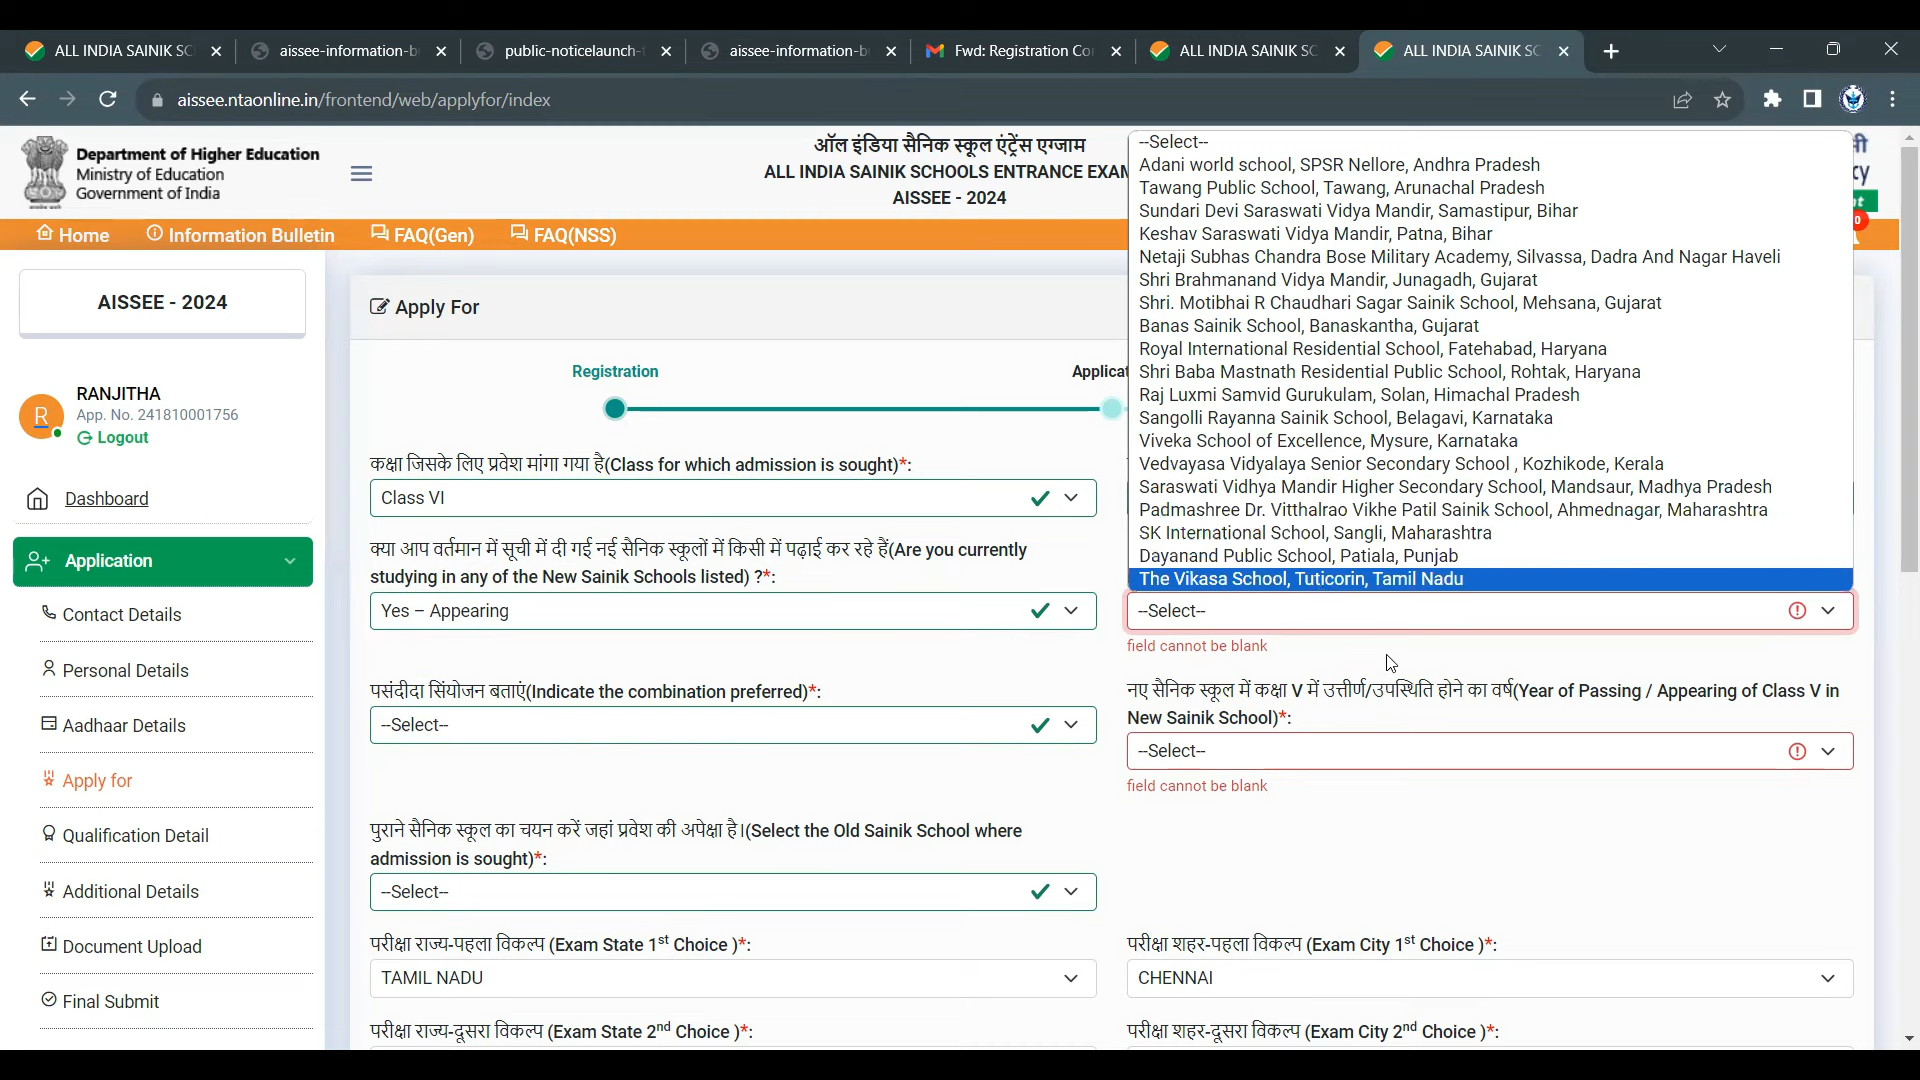 ALL INDIA SAINIK SC
aissee-information-b
public-noticelaunch-
aissee-information-b
Fwd: Registration Co
ALL INDIA SAINIK SC
ALL INDIA SAINIK SC
aissee.ntaonline.in/frontend/web/applyfor/index
Department of Higher Education
Ministry of Education
Government of India
ऑल इंडिया सैनिक स्कूल एंट्रेंस एग्जाम
ALL INDIA SAINIK SCHOOLS ENTRANCE EXAM
AISSEE - 2024
Home
Information Bulletin
FAQ(Gen)
FAQ(NSS)
0
AISSEE - 2024
RANJITHA
App. No. 241810001756
R
Logout
Dashboard
Application
Contact Details
Personal Details
Aadhaar Details
Apply for
Qualification Detail
Additional Details
Document Upload
Final Submit
Apply For
Registration
Applicat
कक्षा जिसके लिए प्रवेश मांगा गया है(Class for which admission is sought)*:
Class VI
क्या आप वर्तमान में सूची में दी गई नई सैनिक स्कूलों में किसी में पढ़ाई कर रहे हैं(Are you currently
studying in any of the New Sainik Schools listed) ?*:
Yes – Appearing
--Select--
Adani world school, SPSR Nellore, Andhra Pradesh
Tawang Public School, Tawang, Arunachal Pradesh
Sundari Devi Saraswati Vidya Mandir, Samastipur, Bihar
Keshav Saraswati Vidya Mandir, Patna, Bihar
Netaji Subhas Chandra Bose Military Academy, Silvassa, Dadra And Nagar Haveli
Shri Brahmanand Vidya Mandir, Junagadh, Gujarat
Shri. Motibhai R Chaudhari Sagar Sainik School, Mehsana, Gujarat
Banas Sainik School, Banaskantha, Gujarat
Royal International Residential School, Fatehabad, Haryana
Shri Baba Mastnath Residential Public School, Rohtak, Haryana
Raj Luxmi Samvid Gurukulam, Solan, Himachal Pradesh
Sangolli Rayanna Sainik School, Belagavi, Karnataka
Viveka School of Excellence, Mysure, Karnataka
Vedvayasa Vidyalaya Senior Secondary School , Kozhikode, Kerala
Saraswati Vidhya Mandir Higher Secondary School, Mandsaur, Madhya Pradesh
Padmashree Dr. Vitthalrao Vikhe Patil Sainik School, Ahmednagar, Maharashtra
SK International School, Sangli, Maharashtra
Dayanand Public School, Patiala, Punjab
The Vikasa School, Tuticorin, Tamil Nadu
--Select--
field cannot be blank
पसंदीदा सिंयोजन बताएं(Indicate the combination preferred)*:
--Select--
नए सैनिक स्कूल में कक्षा V में उत्तीर्ण/उपस्थिति होने का वर्ष(Year of Passing / Appearing of Class V in
New Sainik School)*:
--Select--
field cannot be blank
पुराने सैनिक स्कूल का चयन करें जहां प्रवेश की अपेक्षा है।(Select the Old Sainik School where
admission is sought)*:
--Select--
परीक्षा राज्य-पहला विकल्प (Exam State 1st Choice )*:
TAMIL NADU
परीक्षा शहर-पहला विकल्प (Exam City 1st Choice )*:
CHENNAI
परीक्षा राज्य-दूसरा विकल्प (Exam State 2nd Choice )*:
परीक्षा शहर-दूसरा विकल्प (Exam City 2nd Choice )*: